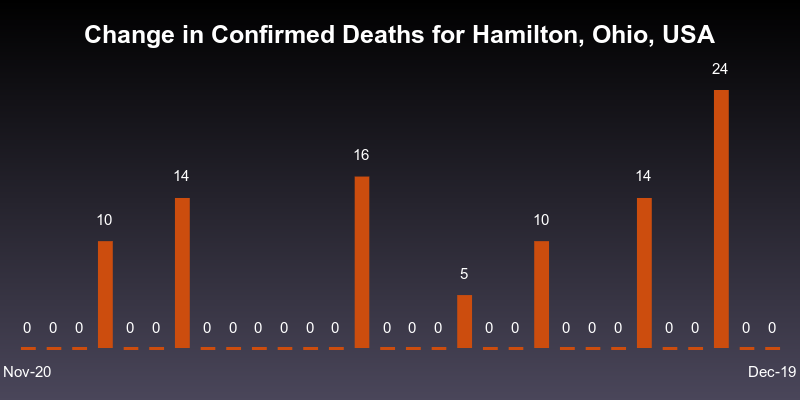 Change in Confirmed Deaths for Hamilton, Ohio, USA
0 0 0 10 0 0 14 0 0 0 0 0 0 16 0 0 0 5 0 0 10 0 0 0 14 0 0 24 0 0
Nov-20 Dec-19